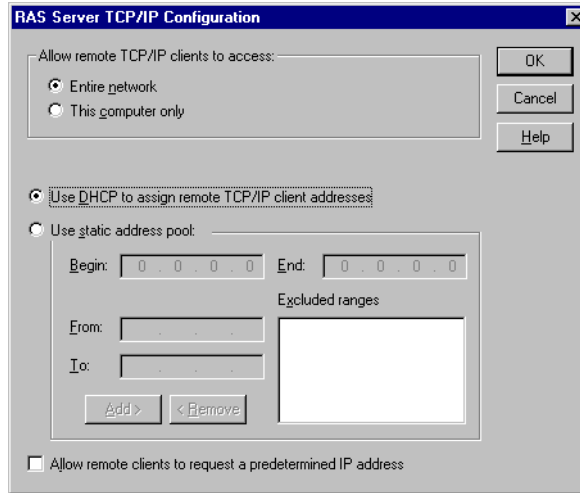 RAS Server TCP/IP Configuration
Allow remote TCP/IP clients to access:
Entire network
This computer only
OK
Cancel
Help
Use DHCP to assign remote TCP/IP client addresses
Use static address pool:
Begin: 0 . 0 . 0 . 0 End: 0 . 0 . 0 . 0
Excluded ranges
From: . . .
To: . . .
Add > < Remove
Allow remote clients to request a predetermined IP address